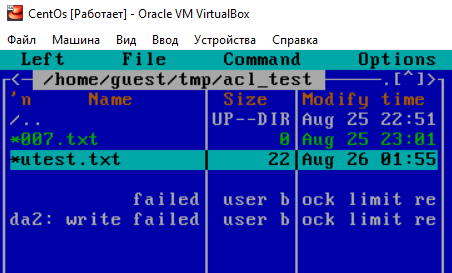 CentOs [Работает] - Oracle VM VirtualBox
Файл Машина Вид Ввод Устройства Справка
Left File Command Options
<— /home/guest/tmp/acl_test .[^]>
'n Name Size Modify time
/.. UP--DIR Aug 25 22:51
*007.txt 0 Aug 25 23:01
*utest.txt 22 Aug 26 01:55
failed user b ock limit re
da2: write failed user b ock limit re